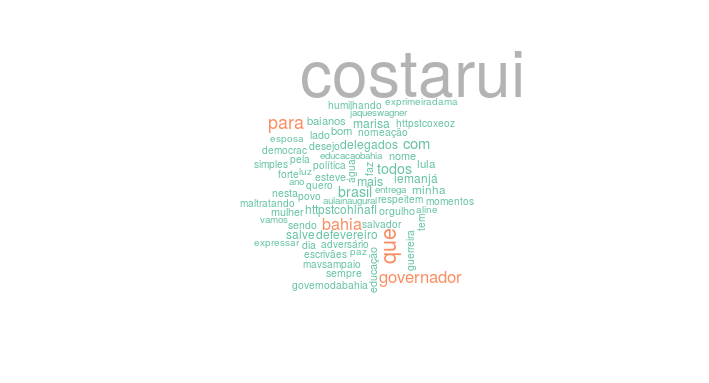 costarui
humilhando exprimeiradama
jaqueswagner
para baianos marisa httpstcoxeoz
lado bom nomeação
esposa desejo delegados com
democrac educacaobahia nome
simples pela política água faz todos lula
forte luz esteve iemanjá
ano quero mais
nesta povo brasil entrega minha
maltratando aulainaugural respeitem momentos
mulher httpstcohinafl orgulho aline
vamos sendo bahia salvador tem
salve defevereiro que
expressar dia adversário guerreira
escrivães paz
mavsampaio
sempre educação governador
governodabahia